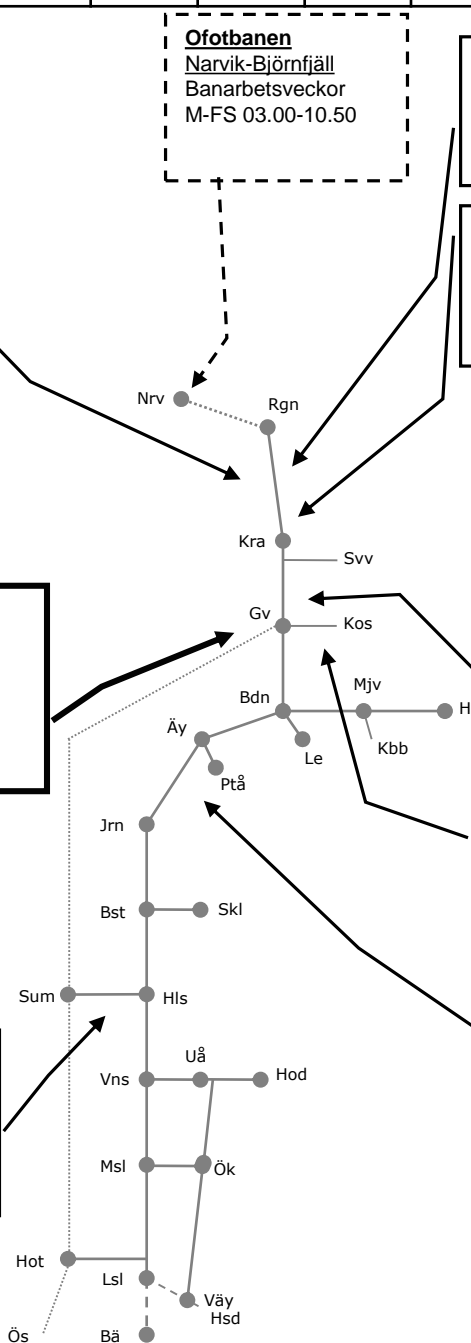 Ofotbanen
Narvik-Björnfjäll
Banarbetsveckor
M-FS 03.00-10.50
Nrv
Rgn
Kra
Svv
Gv
Kos
Bdn
Mjv
H
Äy
Le
Kbb
Ptå
Jrn
Bst
Skl
Sum
Hls
Uå
Vns
Hod
Msl
Ök
Hot
Lsl
Väy
Hsd
Ös
Bä